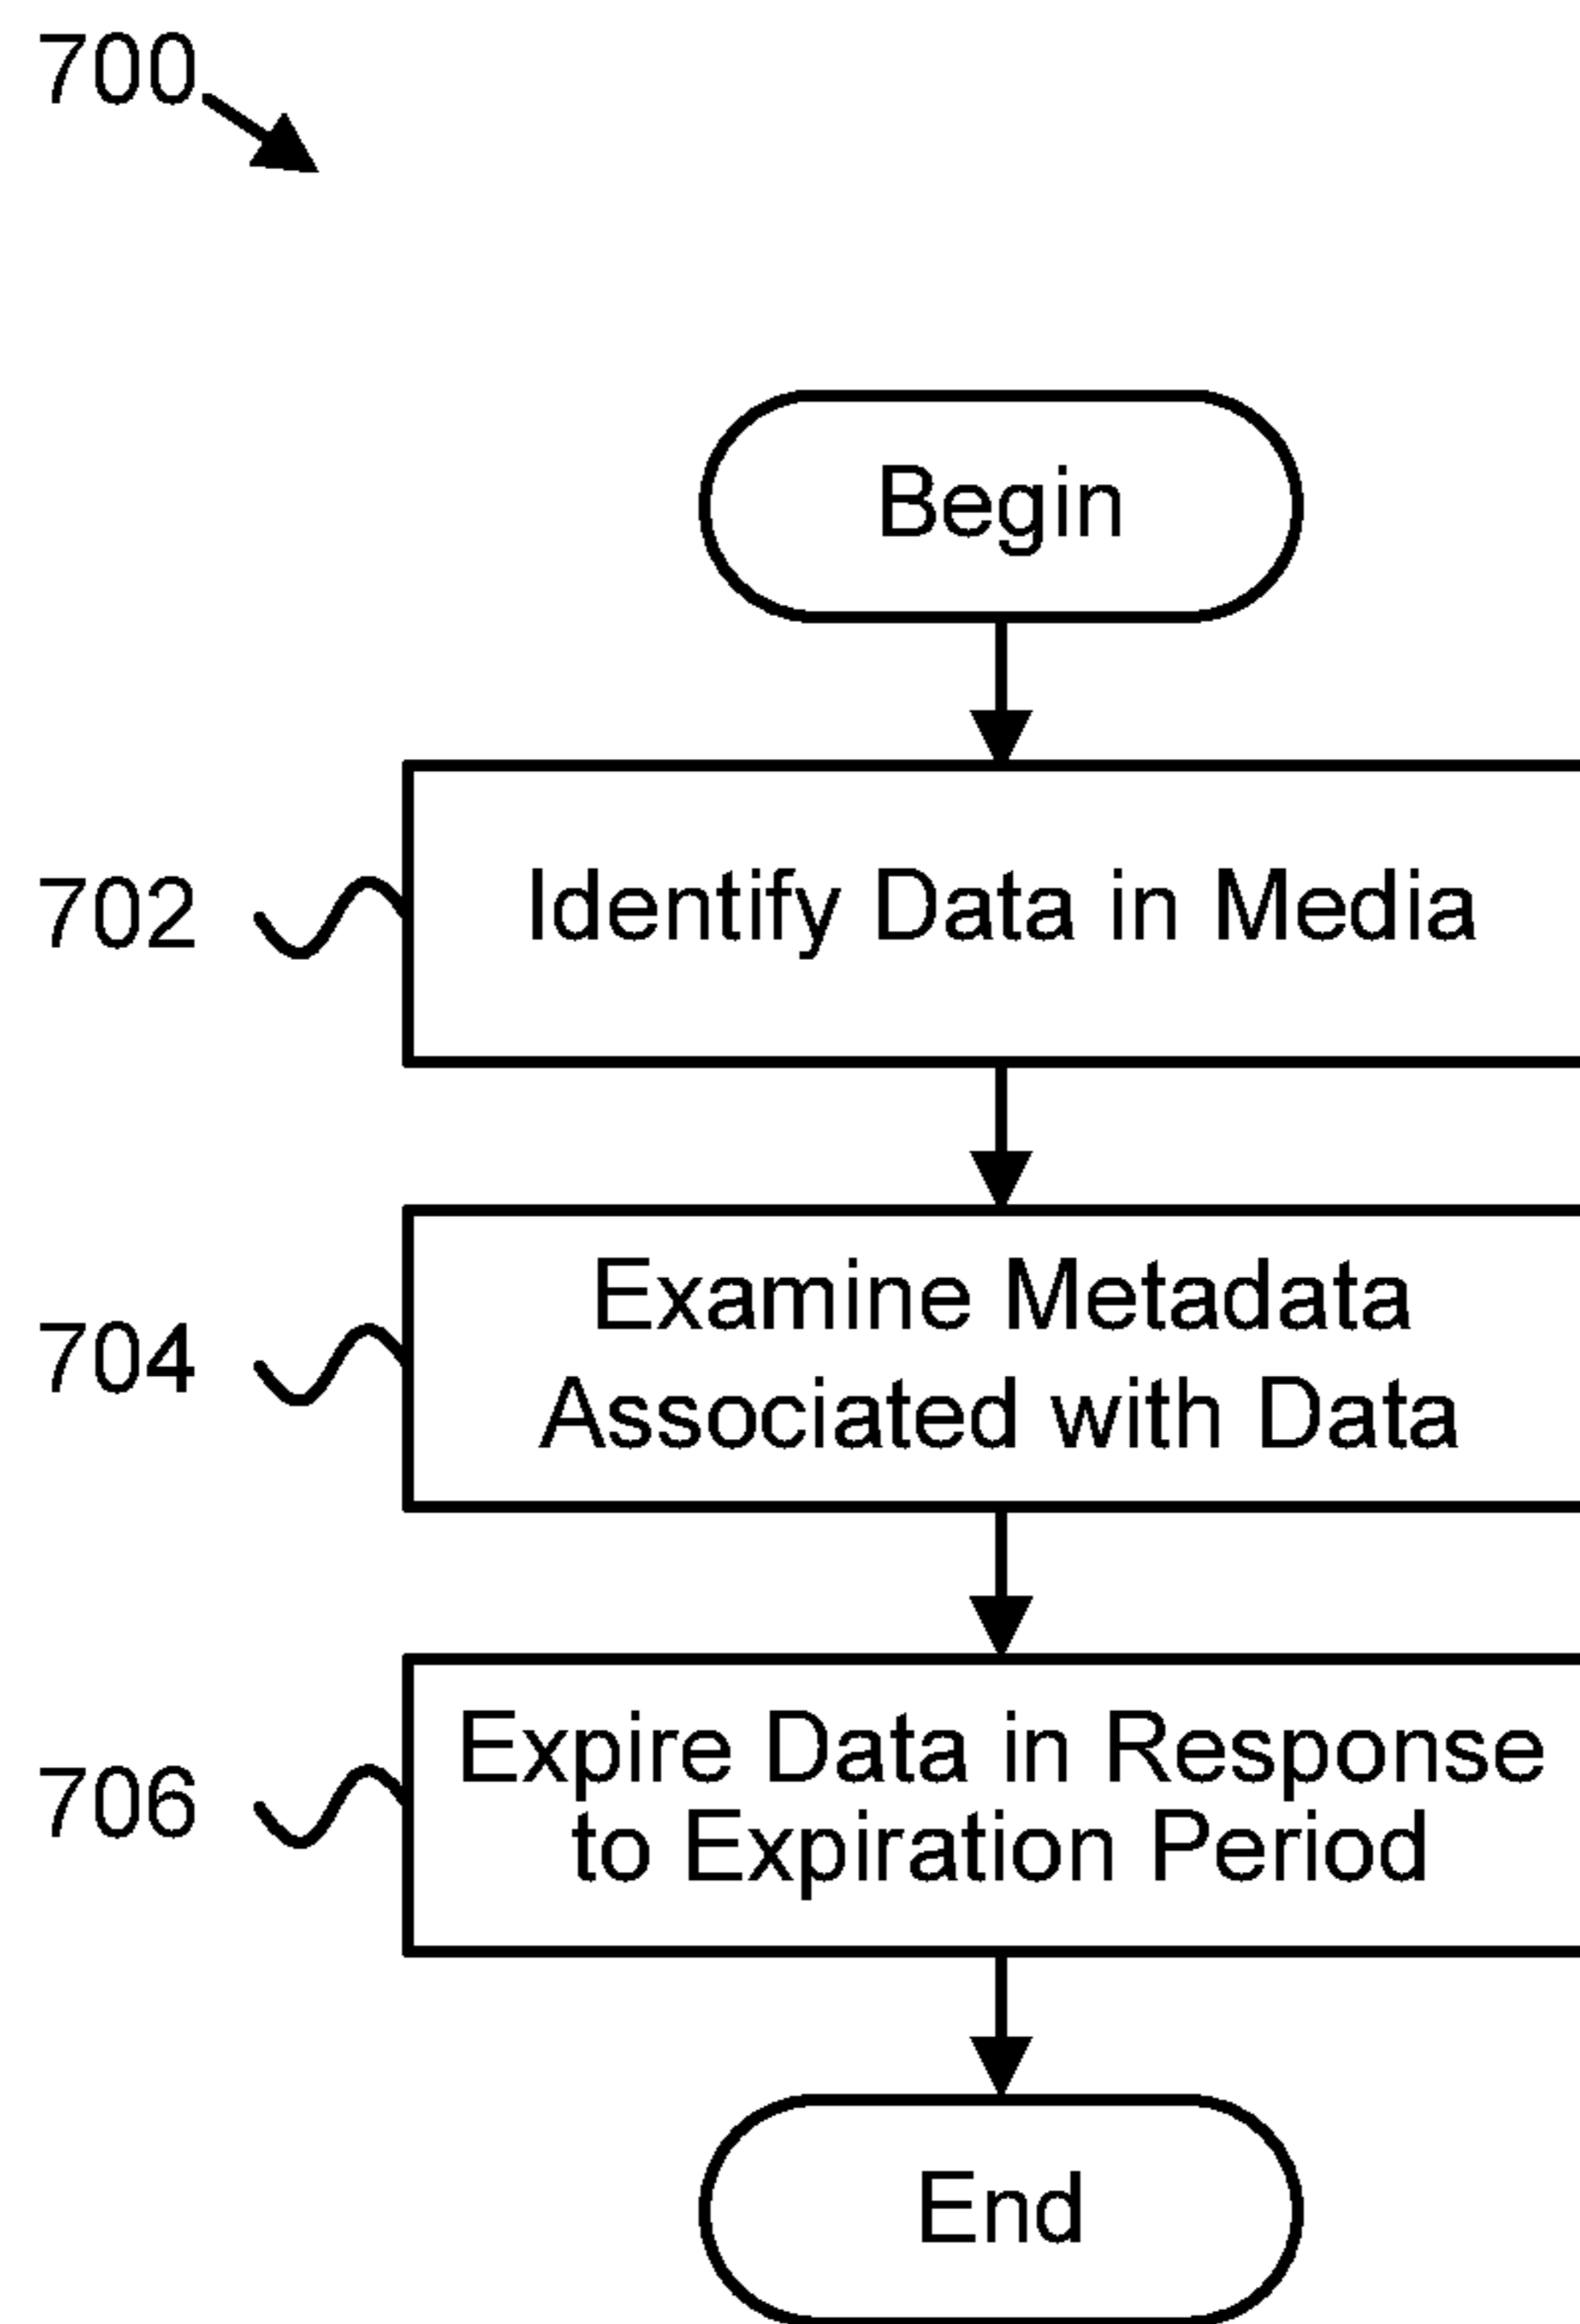 700
Begin
702
Identify Data in Media
704
Examine Metadata
Associated with Data
706
Expire Data in Response
to Expiration Period
End